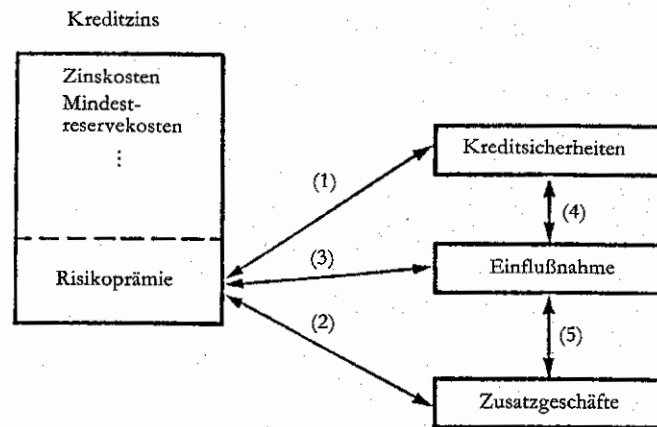 Kreditzins
Zinskosten
Mindest-
reservekosten
⋮
Risikoprämie
(1)
(3)
(2)
Kreditsicherheiten
(4)
Einflußnahme
(5)
Zusatzgeschäfte